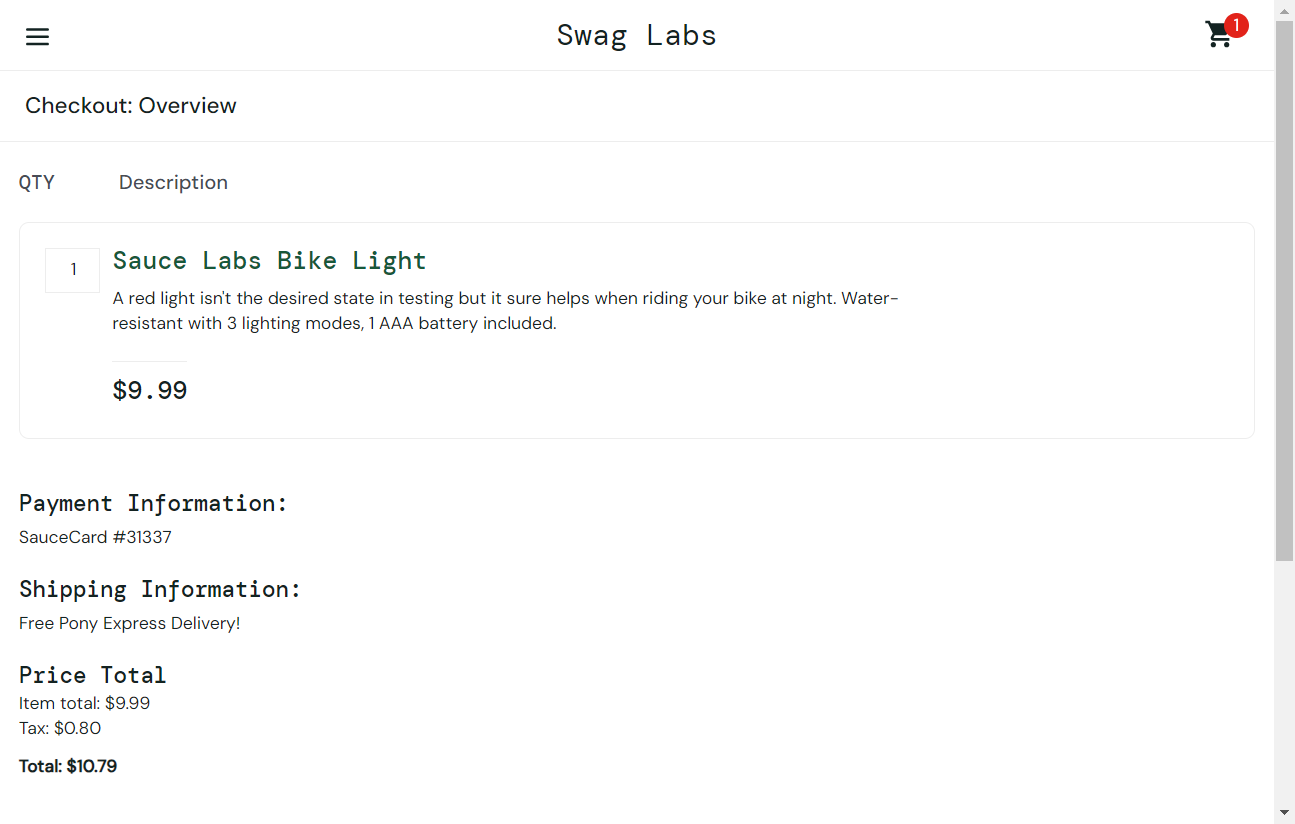 Swag Labs
1
Checkout: Overview
QTY Description
1
Sauce Labs Bike Light
A red light isn't the desired state in testing but it sure helps when riding your bike at night. Water-
resistant with 3 lighting modes, 1 AAA battery included.
$9.99
Payment Information:
SauceCard #31337
Shipping Information:
Free Pony Express Delivery!
Price Total
Item total: $9.99
Tax: $0.80
Total: $10.79